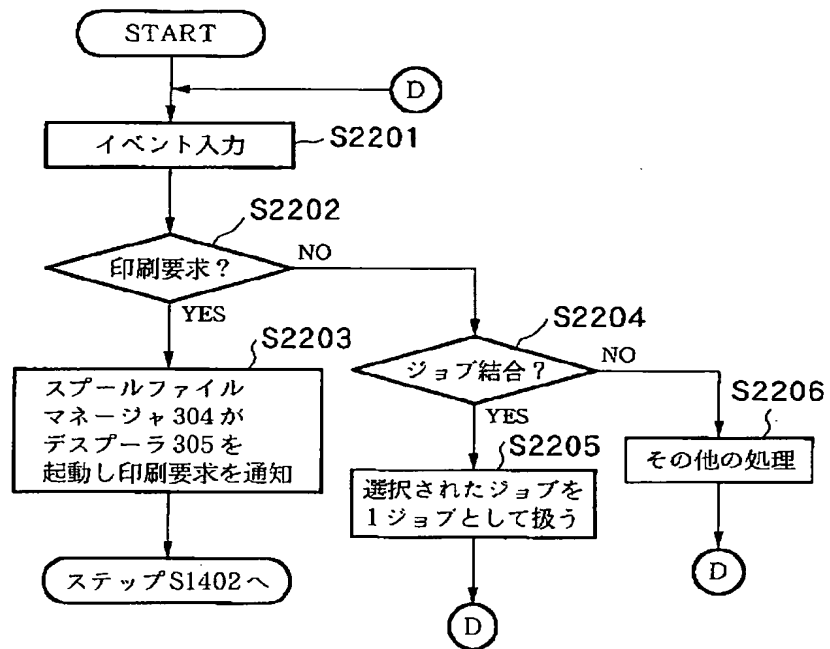 START
D
イベント入力
S2201
S2202
印刷要求?
NO
YES
S2203
スプールファイル
マネージャ304が
デスプーラ305を
起動し印刷要求を通知
ステップS1402へ
S2204
ジョブ結合?
NO
YES
S2205
選択されたジョブを
1ジョブとして扱う
D
S2206
その他の処理
D